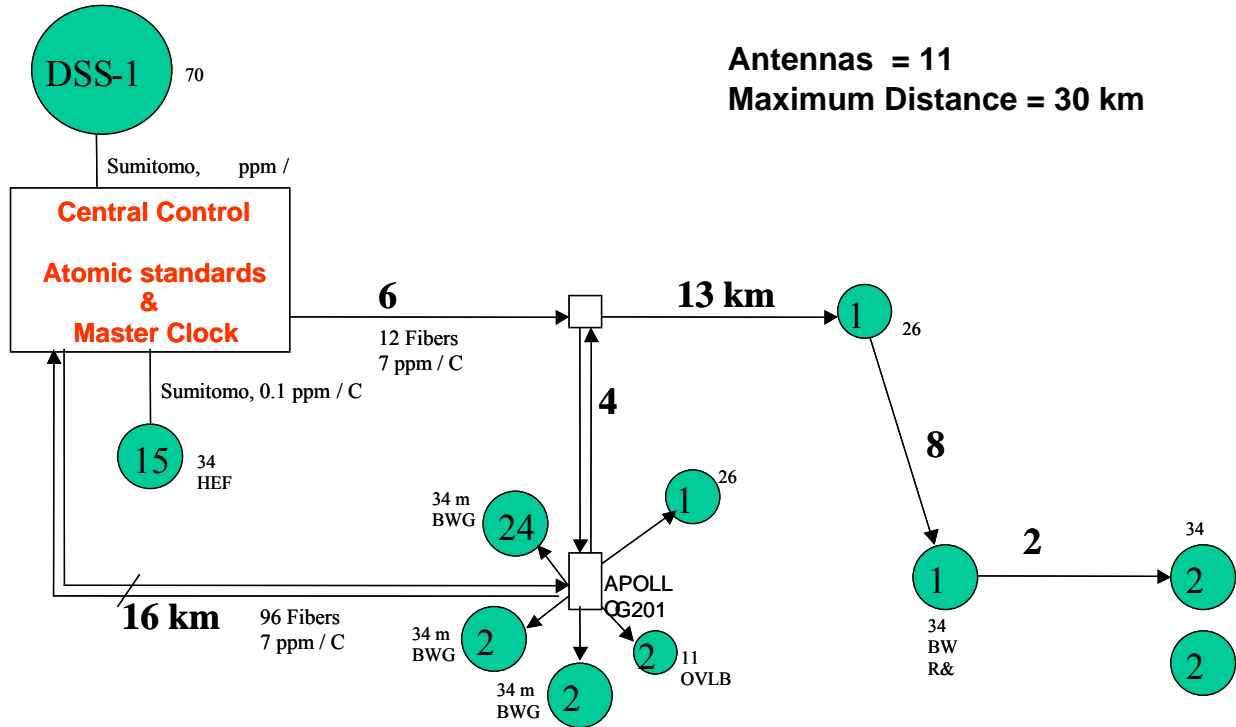 DSS-1
70
Antennas = 11
Maximum Distance = 30 km
Sumitomo, ppm /
Central Control
Atomic standards
&
Master Clock
6
12 Fibers
7 ppm / C
13 km
1
26
Sumitomo, 0.1 ppm / C
15
34
HEF
4
8
34 m
BWG
24
1
26
APOLL
OG201
16 km
96 Fibers
7 ppm / C
34 m
BWG
2
34 m
BWG
2
2
11
OVLB
1
34
BW
R&
2
34
2
2